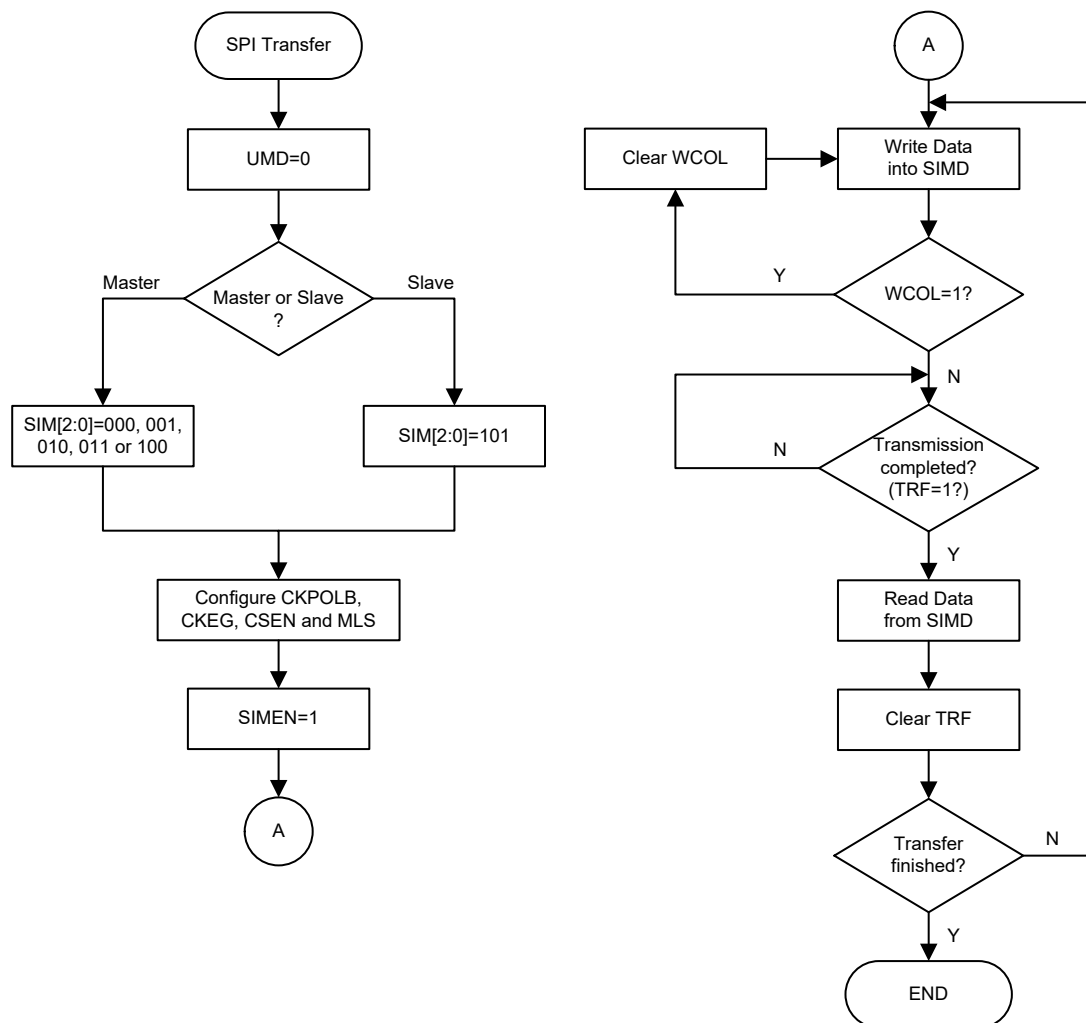 SPI Transfer
UMD=0
Master
Slave
Master or Slave
?
SIM[2:0]=000, 001,
010, 011 or 100
SIM[2:0]=101
Configure CKPOLB,
CKEG, CSEN and MLS
SIMEN=1
A
A
Clear WCOL
Write Data
into SIMD
Y
WCOL=1?
N
N
Transmission
completed?
(TRF=1?)
Y
Read Data
from SIMD
Clear TRF
Transfer
finished?
N
Y
END